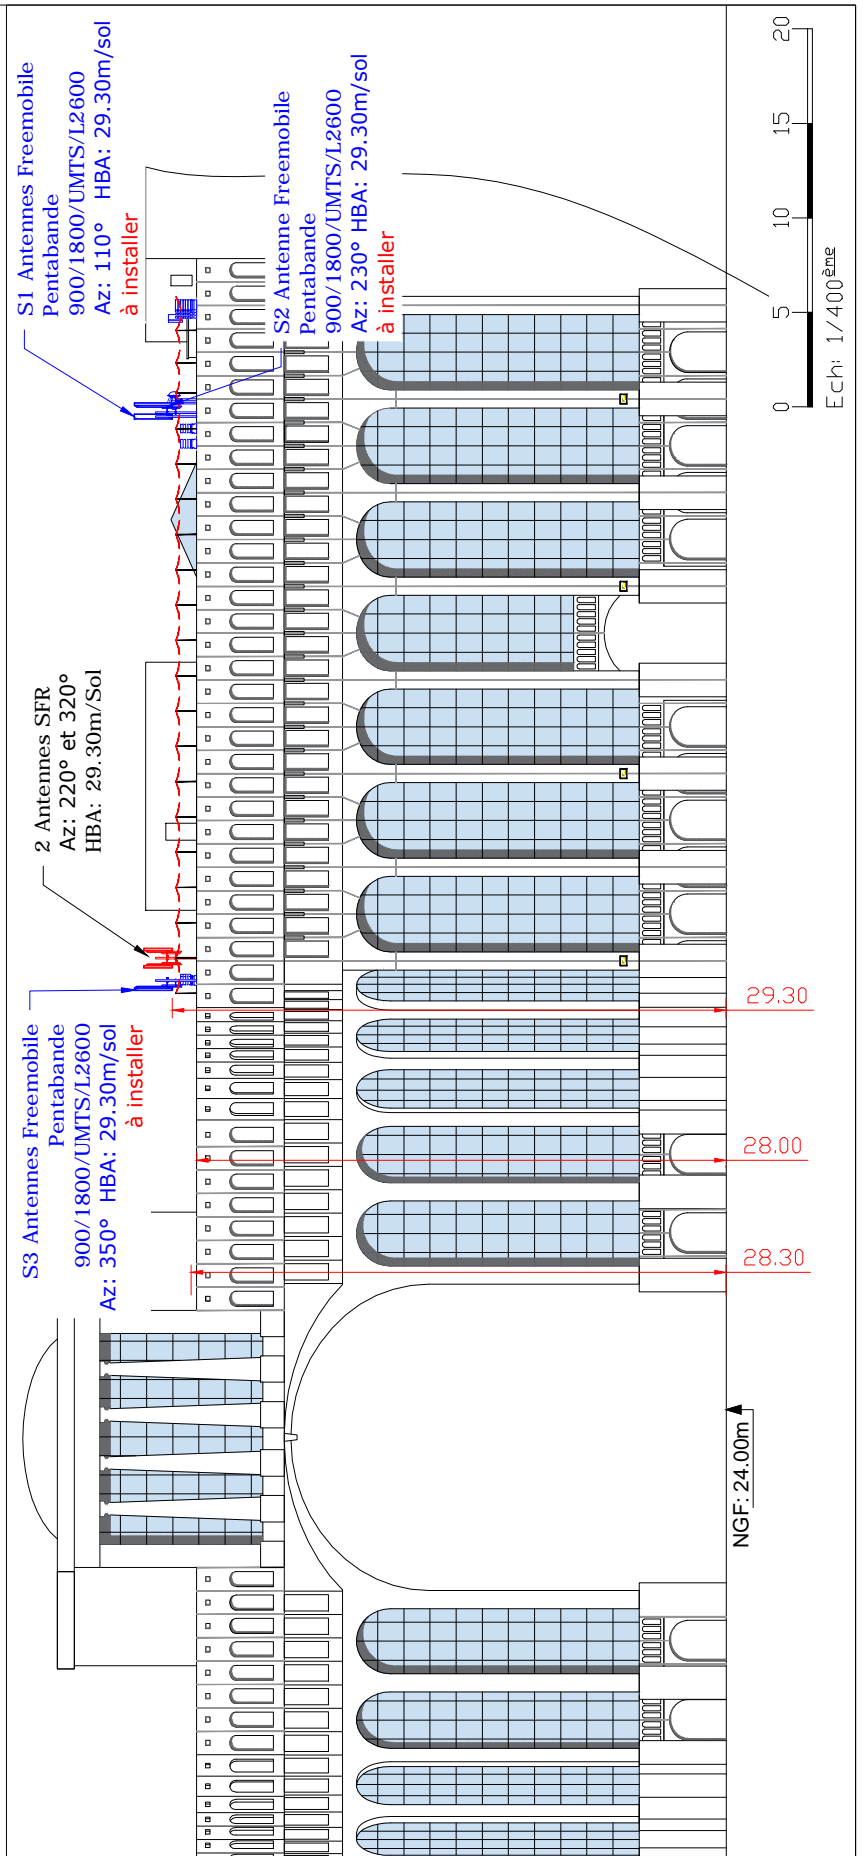 S3 Antennes Freemobile
Pentabande
900/1800/UMTS/L2600
Az: 350° HBA: 29.30m/sol
à installer
2 Antennes SFR
Az: 220° et 320°
HBA: 29.30m/Sol
S1 Antennes Freemobile
Pentabande
900/1800/UMTS/L2600
Az: 110° HBA: 29.30m/sol
à installer
S2 Antenne Freemobile
Pentabande
900/1800/UMTS/L2600
Az: 230° HBA: 29.30m/sol
à installer
28.30
28.00
29.30
NGF: 24.00m
0 5 10 15 20
Ech: 1/400ème